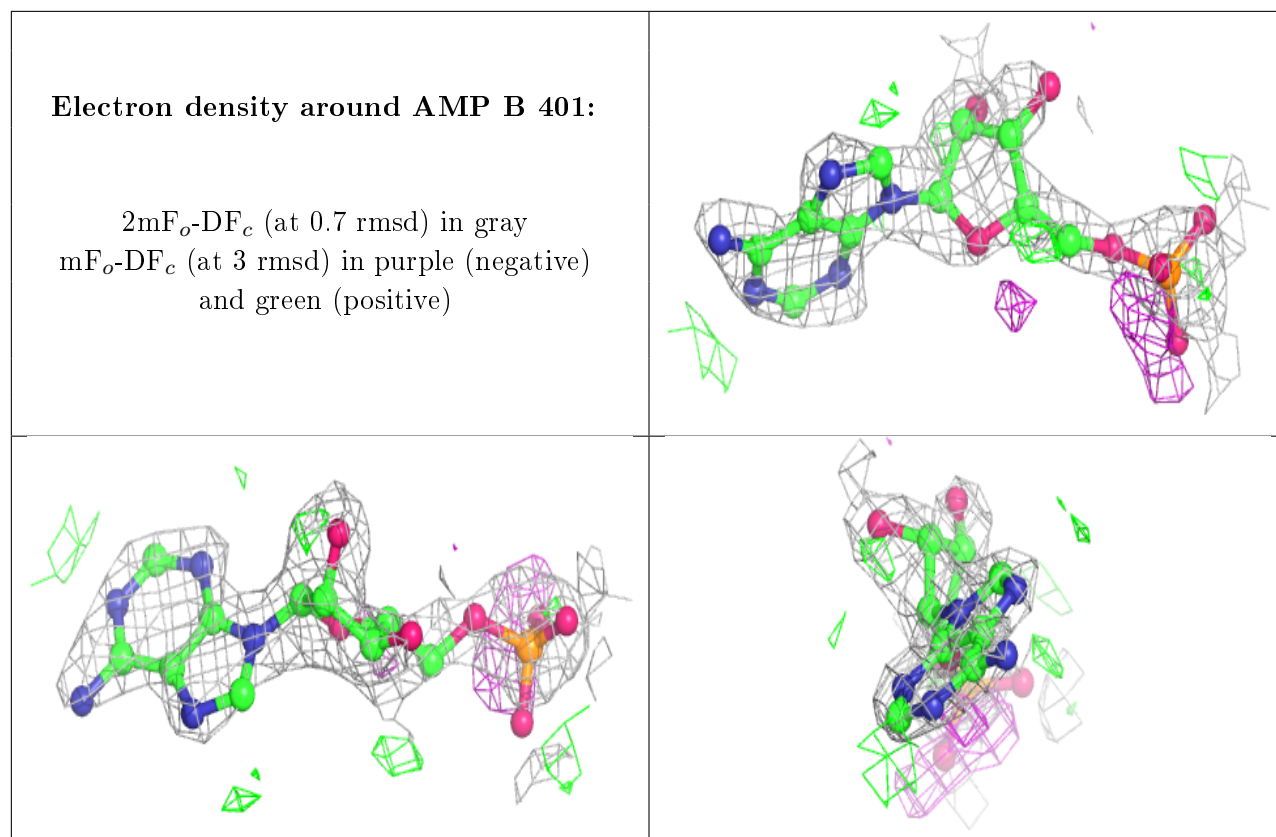 Electron density around AMP B 401:
2mFₒ-DF𝒸 (at 0.7 rmsd) in gray
mFₒ-DF𝒸 (at 3 rmsd) in purple (negative)
and green (positive)